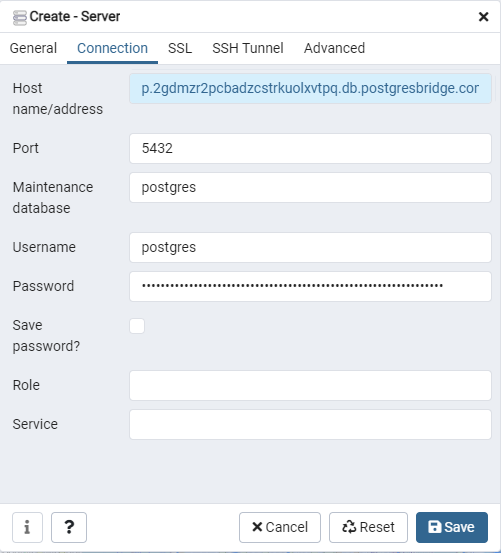 Create - Server
General Connection SSL SSH Tunnel Advanced
Host
name/address
p.2gdmzr2pcbadzcstrkuolxvtpq.db.postgresbridge.cor
Port
5432
Maintenance
database
postgres
Username
postgres
Password
••••••••••••••••••••••••••••••••••••••••••••••••••••••••••••••••
Save
password?
Role
Service
i ? Cancel Reset Save